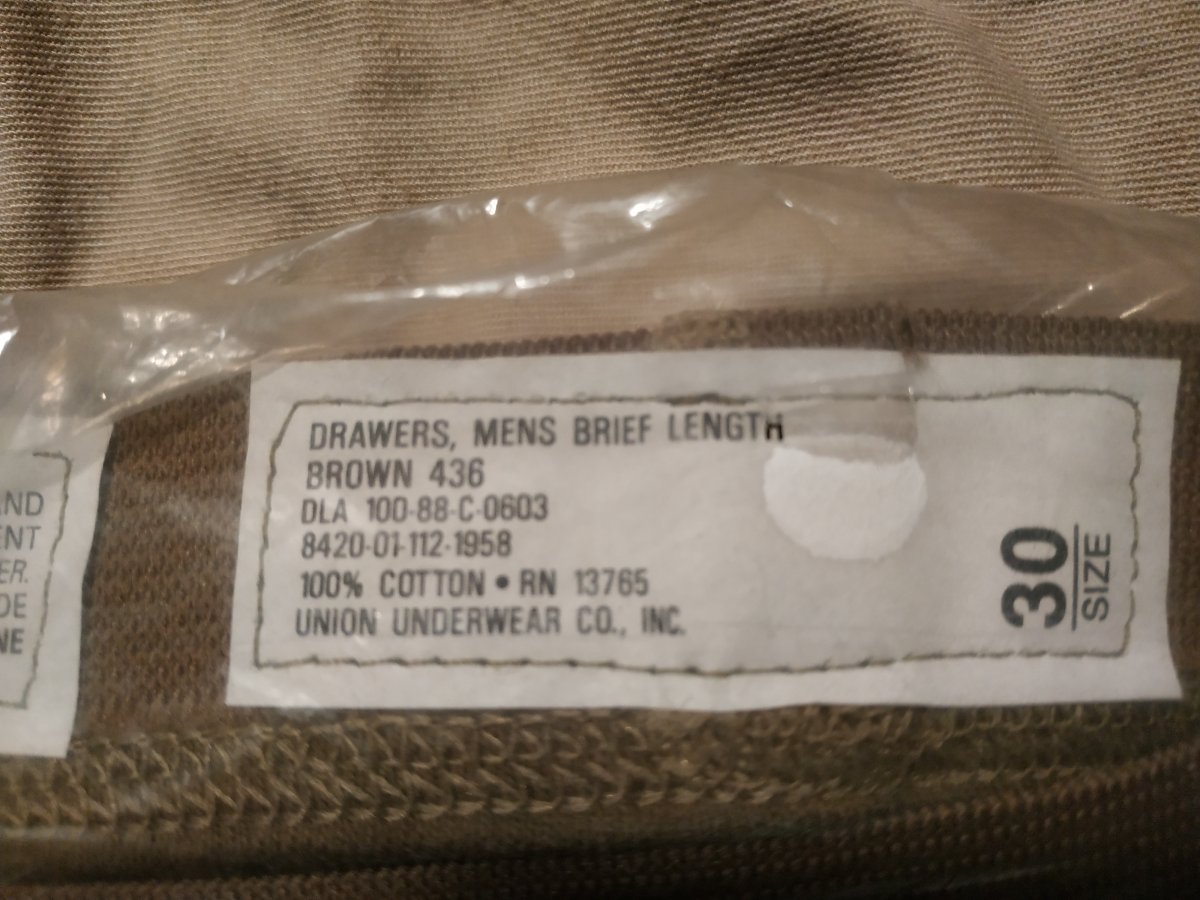 DRAWERS, MENS BRIEF LENGTH
BROWN 436
DLA 100-88-C-0603
8420-01-112-1958
100% COTTON • RN 13765
UNION UNDERWEAR CO., INC.
30
SIZE
AND
ENT
ER.
DE
NE